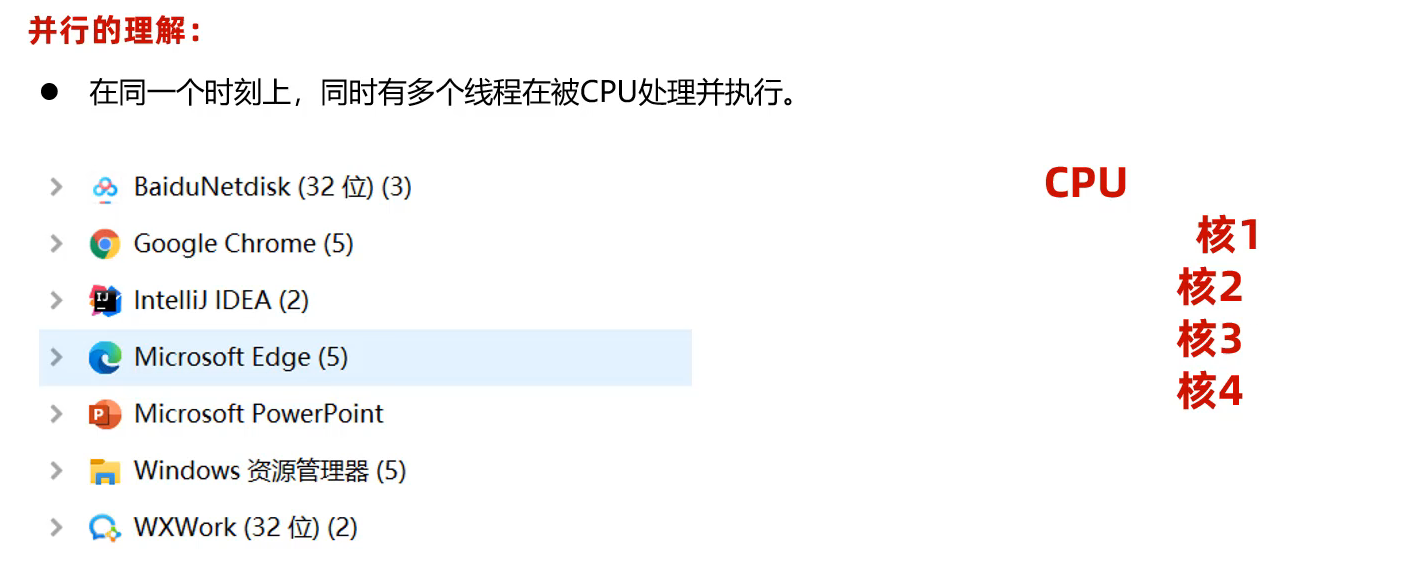 并行的理解：
● 在同一个时刻上，同时有多个线程在被CPU处理并执行。
BaiduNetdisk (32 位) (3)
Google Chrome (5)
IntelliJ IDEA (2)
Microsoft Edge (5)
Microsoft PowerPoint
Windows 资源管理器 (5)
WXWork (32 位) (2)
CPU
核1
核2
核3
核4